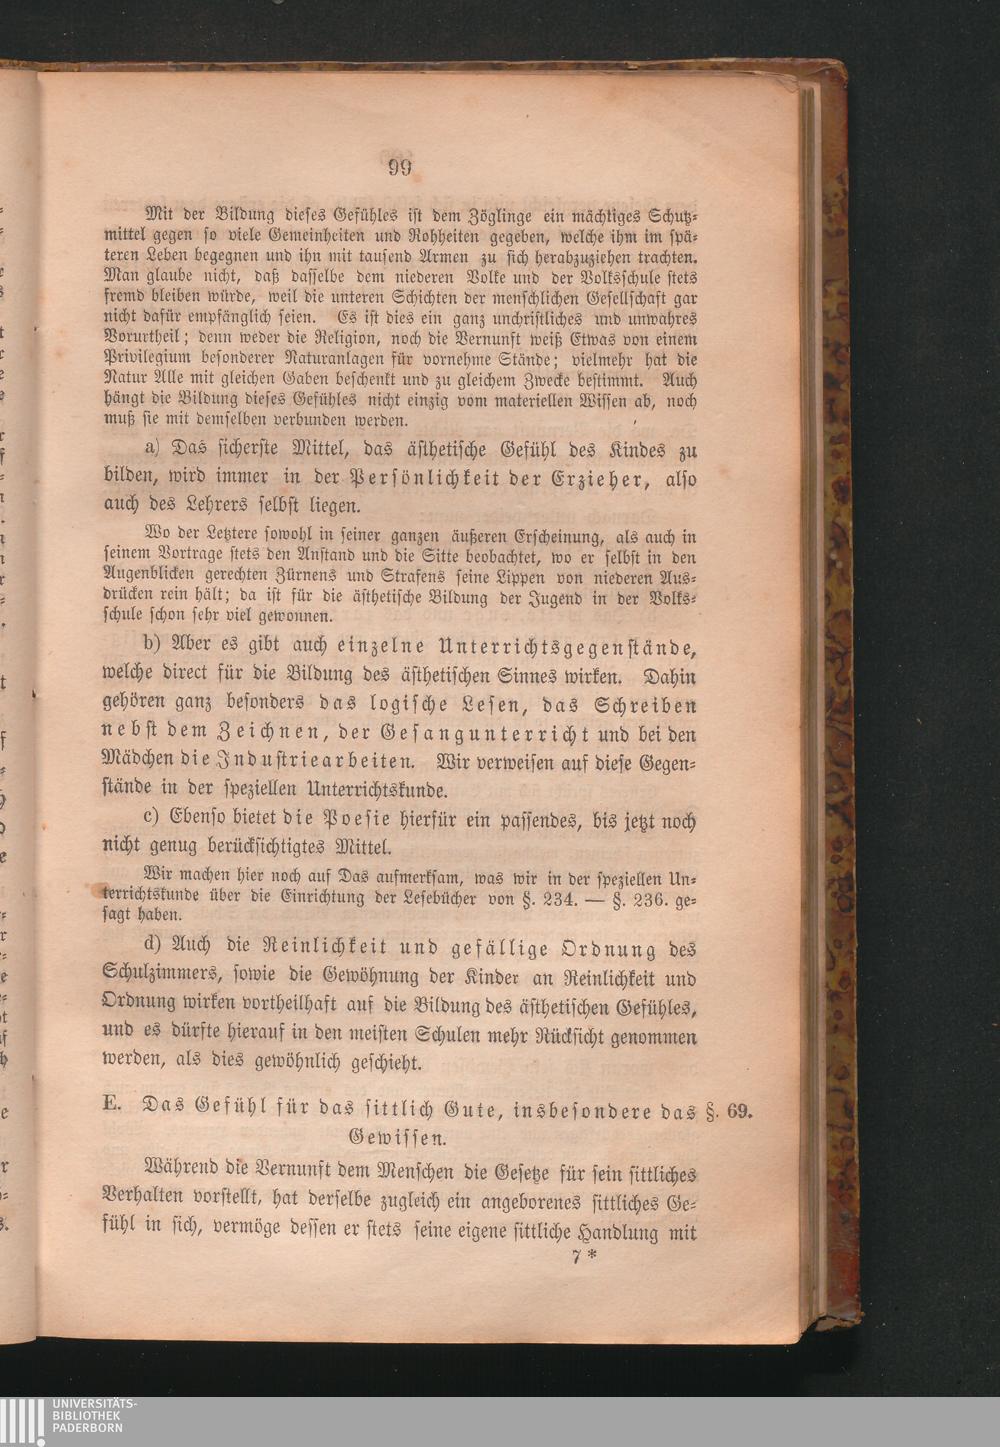 99
Mit der Bildung dieses Gefühles ist dem Zöglinge ein mächtiges Schutz-
mittel gegen so viele Gemeinheiten und Rohheiten gegeben, welche ihm im spä-
teren Leben begegnen und ihn mit tausend Armen zu sich herabzuziehen trachten.
Man glaube nicht, daß dasselbe dem niederen Volke und der Volksschule stets
fremd bleiben würde, weil die unteren Schichten der menschlichen Gesellschaft gar
nicht dafür empfänglich seien. Es ist dies ein ganz unchristliches und unwahres
Vorurtheil; denn weder die Religion, noch die Vernunft weiß Etwas von einem
Privilegium besonderer Naturanlagen für vornehme Stände; vielmehr hat die
Natur Alle mit gleichen Gaben beschenkt und zu gleichem Zwecke bestimmt. Auch
hängt die Bildung dieses Gefühles nicht einzig vom materiellen Wissen ab, noch
muß sie mit demselben verbunden werden.
a) Das sicherste Mittel, das ästhetische Gefühl des Kindes zu
bilden, wird immer in der Persönlichkeit der Erzieher, also
auch des Lehrers selbst liegen.
Wo der Letztere sowohl in seiner ganzen äußeren Erscheinung, als auch in
seinem Vortrage stets den Anstand und die Sitte beobachtet, wo er selbst in den
Augenblicken gerechten Zürnens und Strafens seine Lippen von niederen Aus-
drücken rein hält; da ist für die ästhetische Bildung der Jugend in der Volks-
schule schon sehr viel gewonnen.
b) Aber es gibt auch einzelne Unterrichtsgegenstände,
welche direct für die Bildung des ästhetischen Sinnes wirken. Dahin
gehören ganz besonders das logische Lesen, das Schreiben
nebst dem Zeichnen, der Gesangunterricht und bei den
Mädchen die Industriearbeiten. Wir verweisen auf diese Gegen-
stände in der speziellen Unterrichtskunde.
c) Ebenso bietet die Poesie hierfür ein passendes, bis jetzt noch
nicht genug berücksichtigtes Mittel.
Wir machen hier noch auf Das aufmerksam, was wir in der speziellen Un-
terrichtskunde über die Einrichtung der Lesebücher von §. 234. — §. 236. ge-
sagt haben.
d) Auch die Reinlichkeit und gefällige Ordnung des
Schulzimmers, sowie die Gewöhnung der Kinder an Reinlichkeit und
Ordnung wirken vortheilhaft auf die Bildung des ästhetischen Gefühles,
und es dürfte hierauf in den meisten Schulen mehr Rücksicht genommen
werden, als dies gewöhnlich geschieht.
E. Das Gefühl für das sittlich Gute, insbesondere das §. 69.
Gewissen.
Während die Vernunft dem Menschen die Gesetze für sein sittliches
Verhalten vorstellt, hat derselbe zugleich ein angeborenes sittliches Ge-
fühl in sich, vermöge dessen er stets seine eigene sittliche Handlung mit
7*
UNIVERSITÄTS-
BIBLIOTHEK
PADERBORN